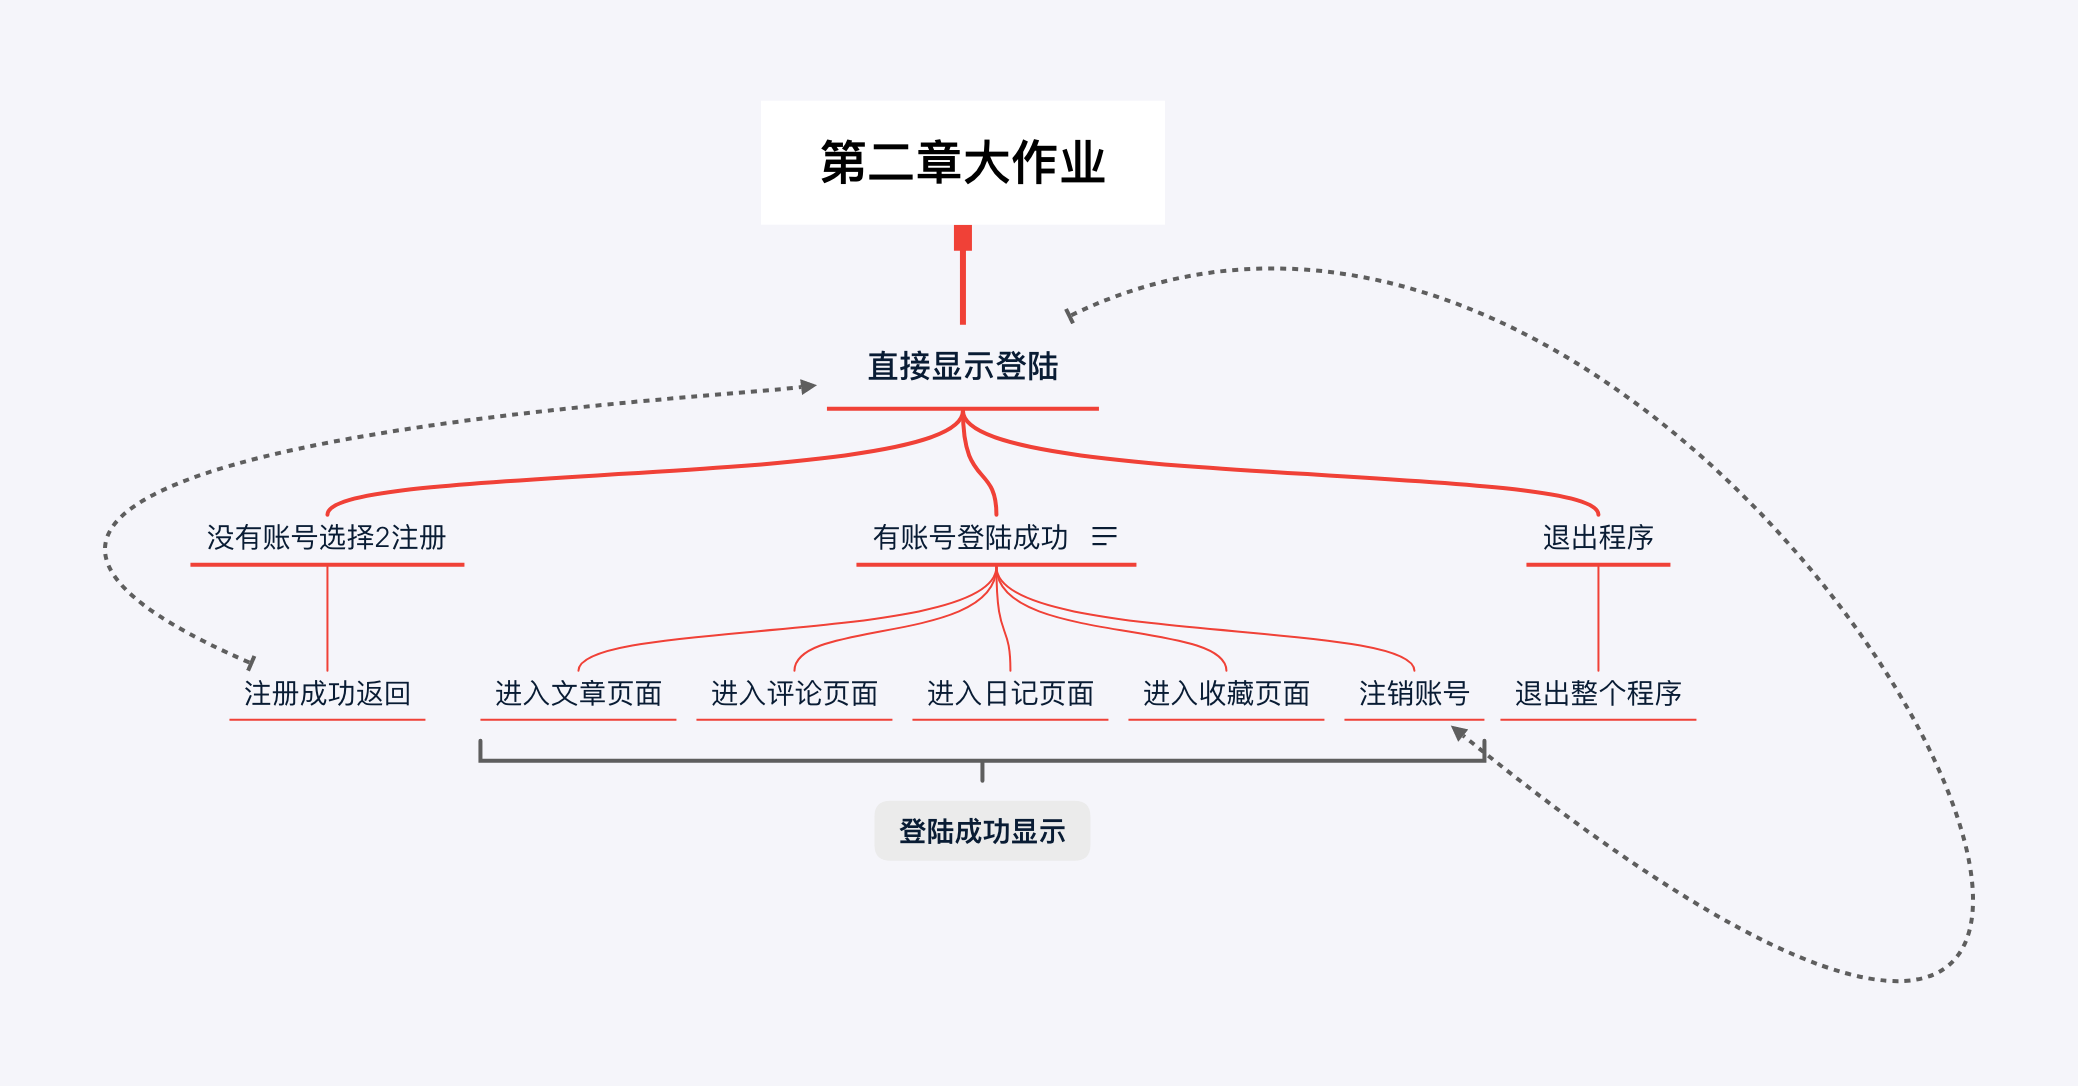 第二章大作业
直接显示登陆
没有账号选择2注册
有账号登陆成功
退出程序
注册成功返回
进入文章页面
进入评论页面
进入日记页面
进入收藏页面
注销账号
退出整个程序
登陆成功显示